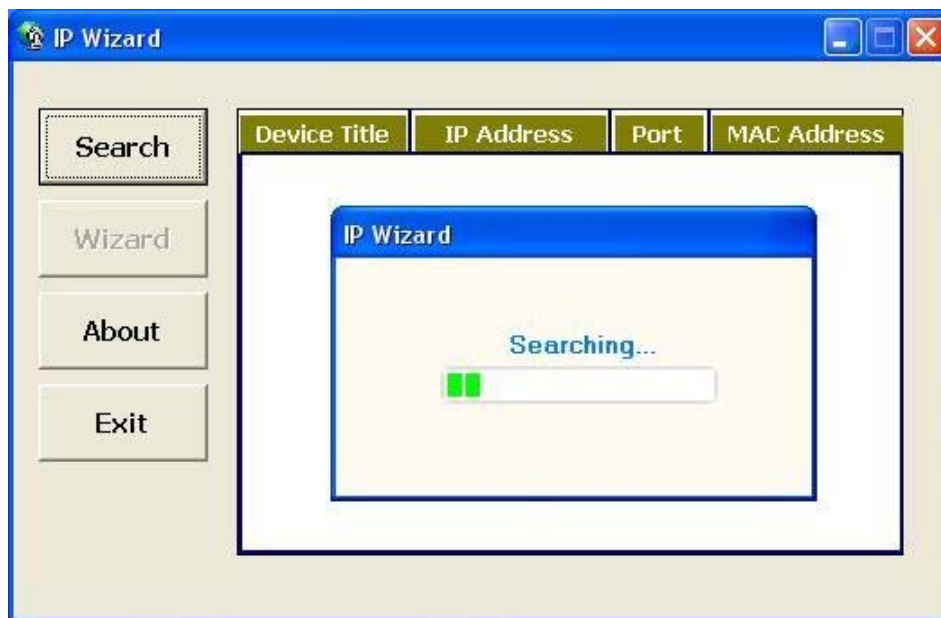 IP Wizard
Search
Wizard
About
Exit
Device Title IP Address Port MAC Address
IP Wizard
Searching...